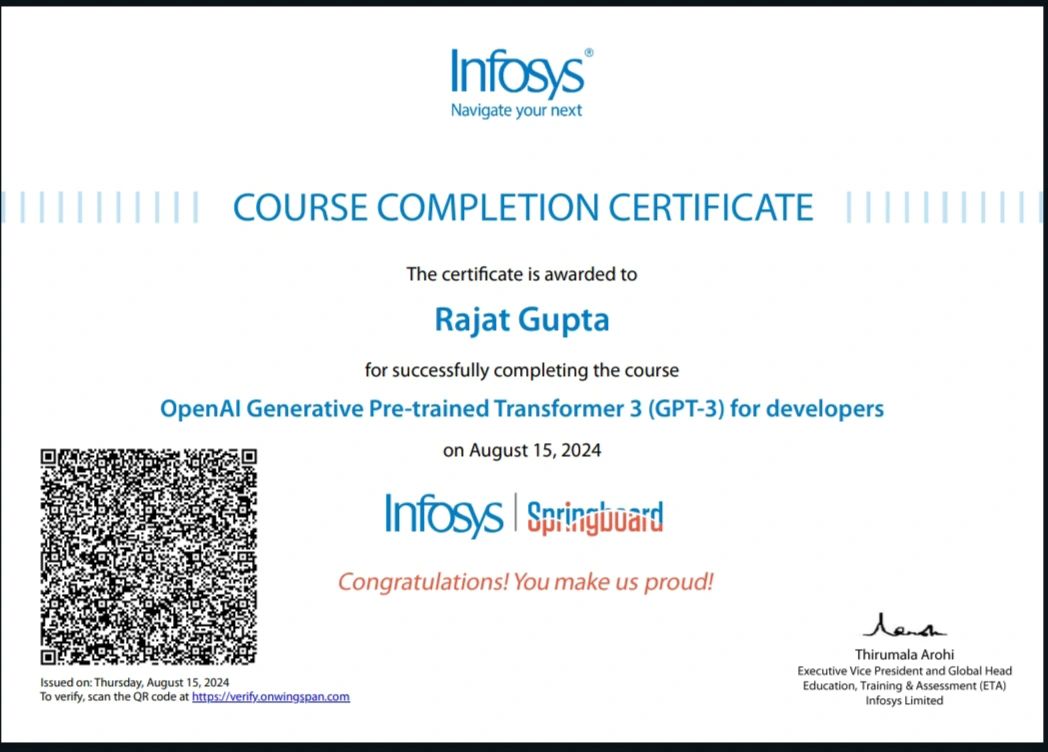 Infosys®
Navigate your next
COURSE COMPLETION CERTIFICATE
The certificate is awarded to
Rajat Gupta
for successfully completing the course
OpenAI Generative Pre-trained Transformer 3 (GPT-3) for developers
on August 15, 2024
Infosys | Springboard
Congratulations! You make us proud!
Thirumala Arohi
Executive Vice President and Global Head
Education, Training & Assessment (ETA)
Infosys Limited
Issued on: Thursday, August 15, 2024
To verify, scan the QR code at https://verify.onwingspan.com